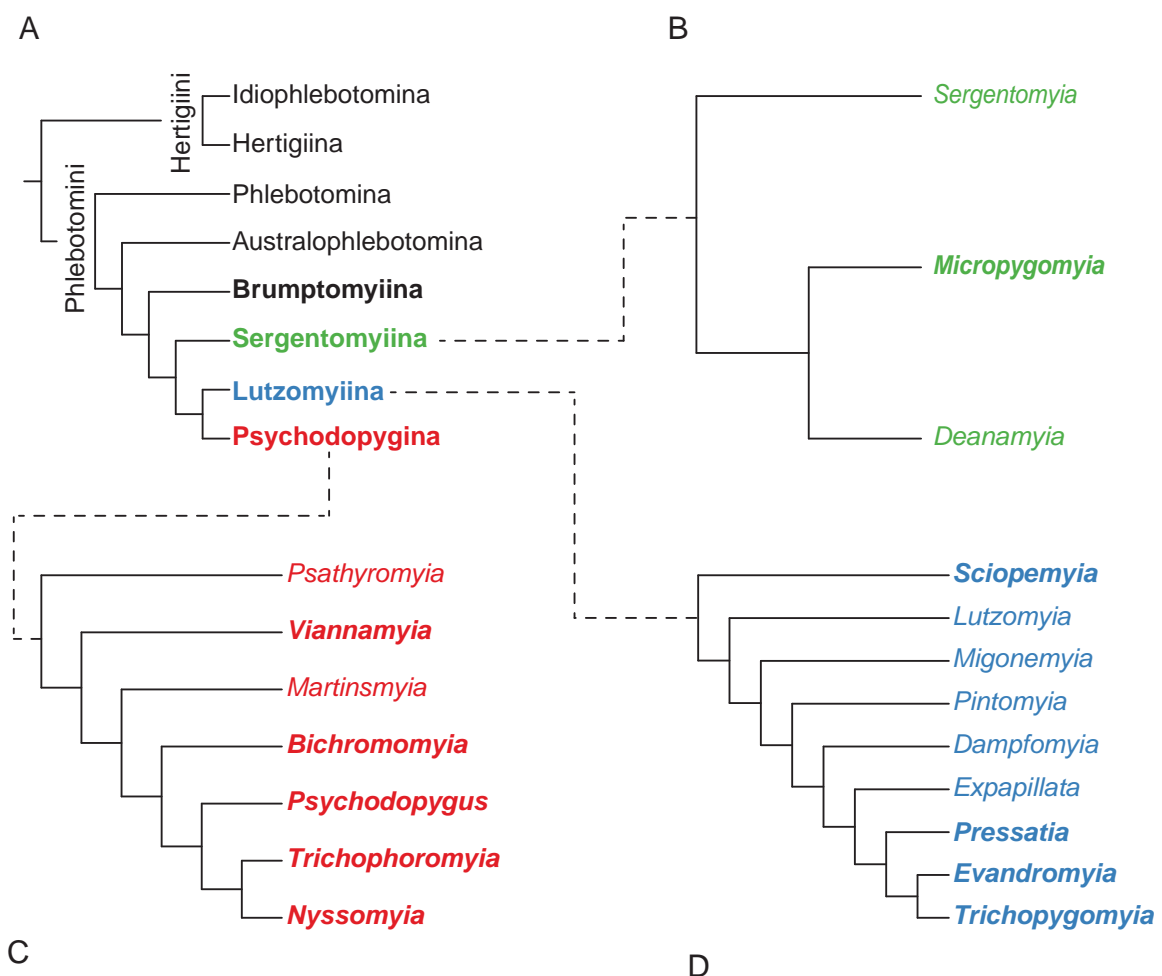 A
Hertigiini
Idiophlebotomina
Hertigiina
Phlebotomini
Phlebotomina
Australophlebotomina
Brumptomyiina
Sergentomyiina
Lutzomyiina
Psychodopygina
B
Sergentomyia
Micropygomyia
Deanamyia
Psathyromyia
Viannamyia
Martinsmyia
Bichromomyia
Psychodopygus
Trichophoromyia
Nyssomyia
C
Sciopemyia
Lutzomyia
Migonemyia
Pintomyia
Dampfomyia
Expapillata
Pressatia
Evandromyia
Trichopygomyia
D